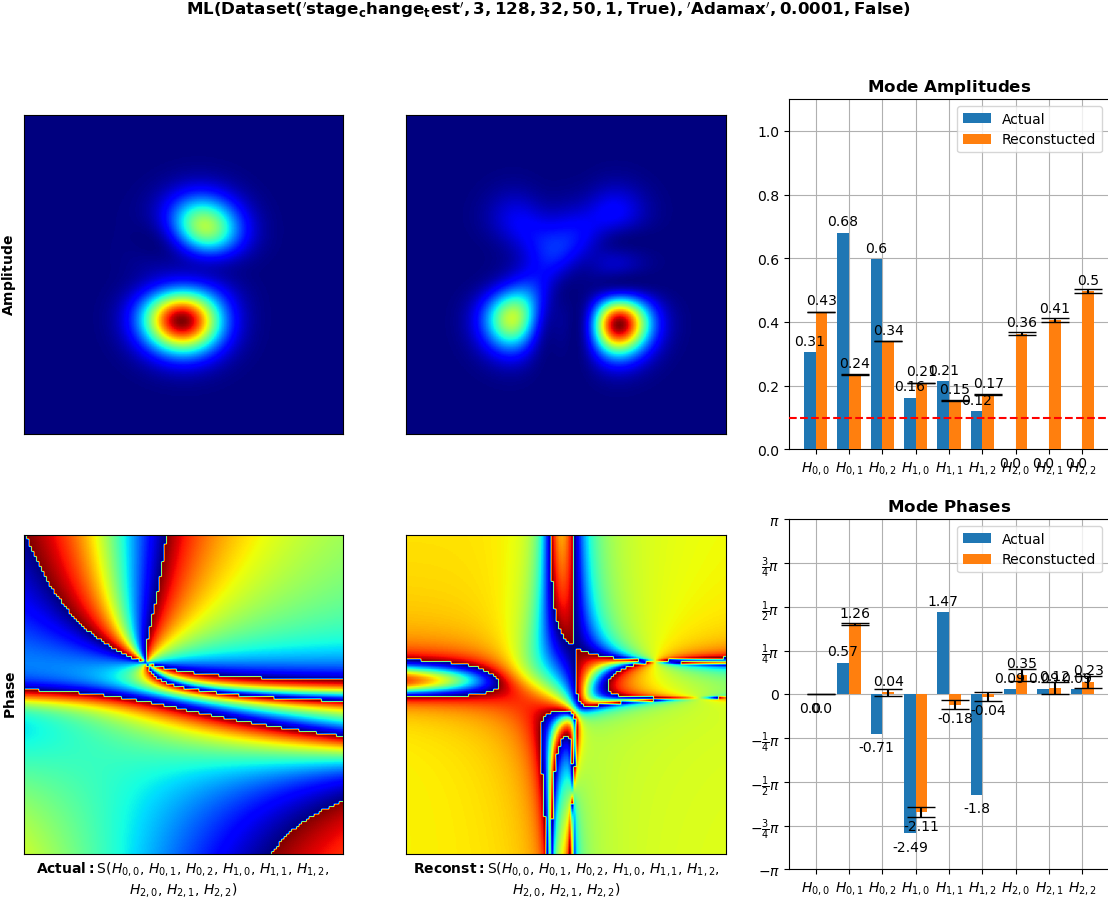 ML(Dataset('stage_change_test', 3, 128, 32, 50, 1, True), 'Adamax', 0.0001, False)
Amplitude
Mode Amplitudes
Actual
Reconstucted
1.0
0.8
0.6
0.4
0.2
0.0
0.31 0.43 0.68 0.24 0.6 0.34 0.16 0.21 0.21 0.15 0.12 0.17 0.0 0.36 0.0 0.41 0.0 0.5
H0,0 H0,1 H0,2 H1,0 H1,1 H1,2 H2,0 H2,1 H2,2
Phase
Actual: S(H0,0, H0,1, H0,2, H1,0, H1,1, H1,2,
H2,0, H2,1, H2,2)
Reconst: S(H0,0, H0,1, H0,2, H1,0, H1,1, H1,2,
H2,0, H2,1, H2,2)
Mode Phases
Actual
Reconstucted
π
3/4π
1/2π
1/4π
0
−1/4π
−1/2π
−3/4π
−π
0.0 0.0 0.57 1.26 -0.71 0.04 -2.49 -2.11 1.47 -0.18 -1.8 -0.04 0.09 0.35 0.09 0.12 0.09 0.23
H0,0 H0,1 H0,2 H1,0 H1,1 H1,2 H2,0 H2,1 H2,2